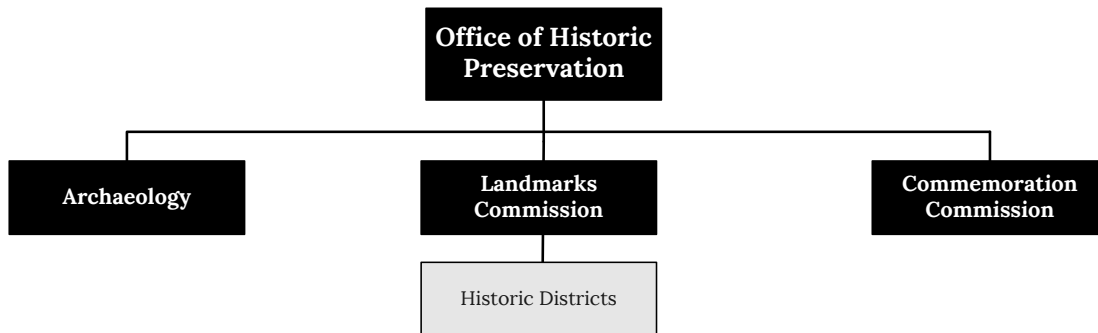 Office of Historic
Preservation
Archaeology
Landmarks
Commission
Commemoration
Commission
Historic Districts